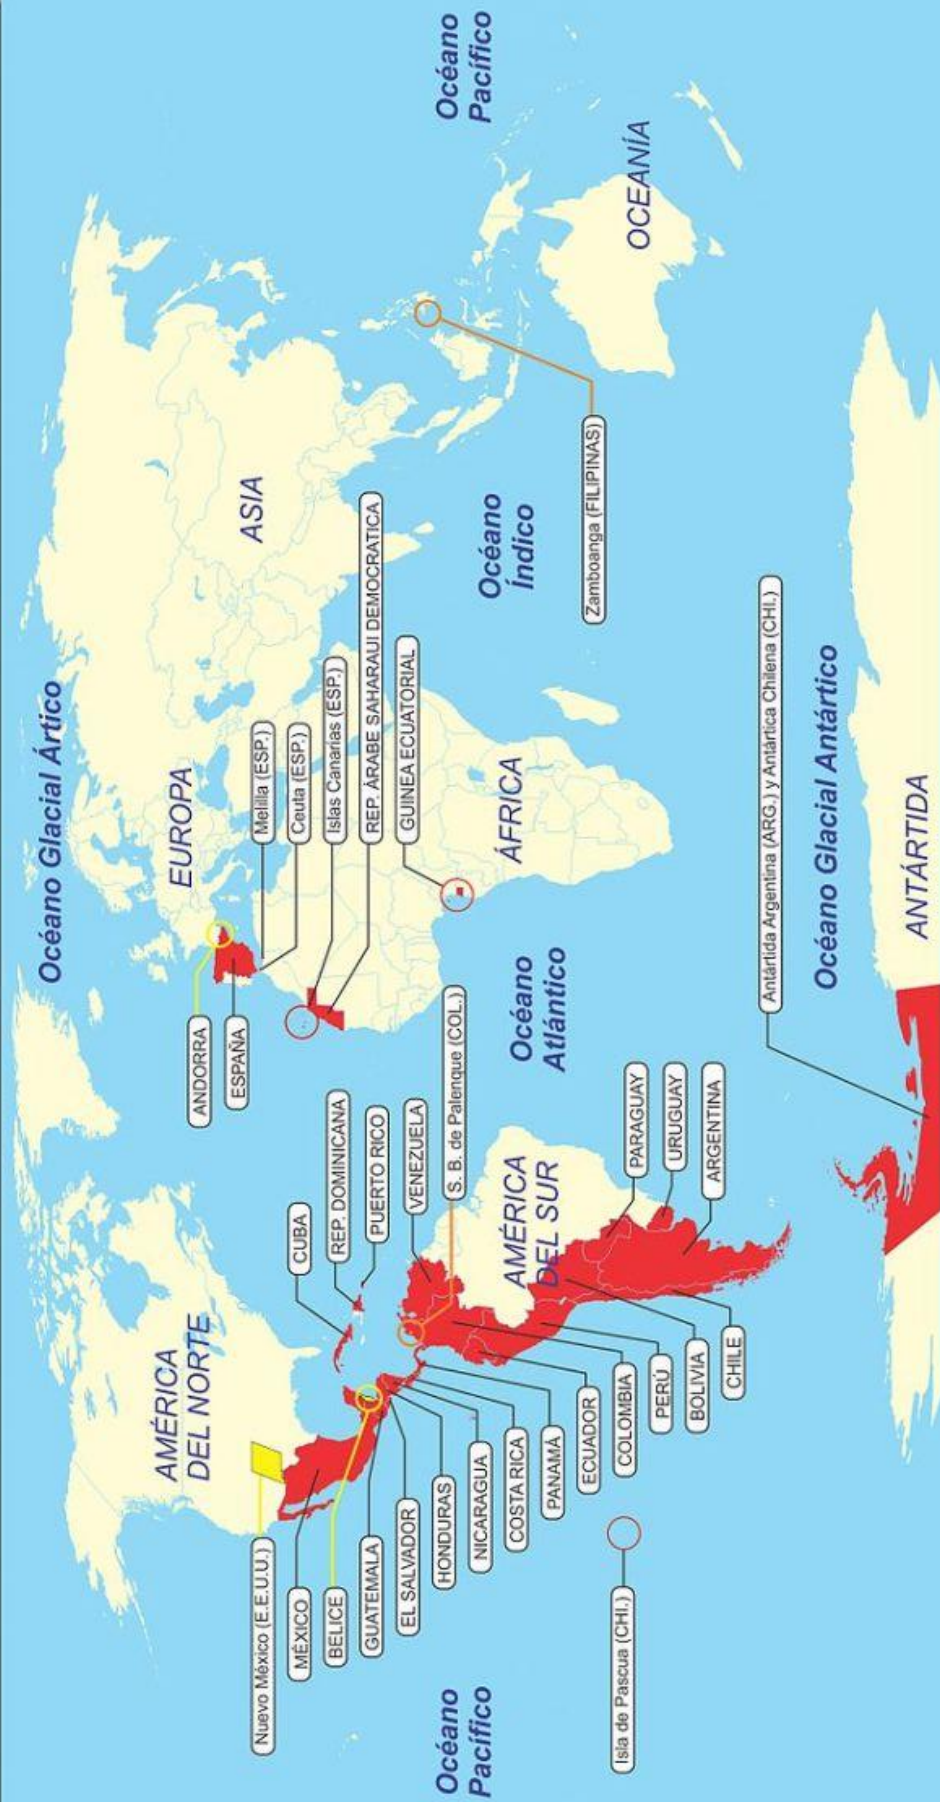 Océano Glacial Ártico
AMÉRICA
DEL NORTE
EUROPA
ASIA
ANDORRA
ESPAÑA
Nuevo México (E.E.U.U.)
MÉXICO
BELICE
GUATEMALA
EL SALVADOR
HONDURAS
NICARAGUA
COSTA RICA
PANAMÁ
ECUADOR
COLOMBIA
PERÚ
BOLIVIA
CHILE
CUBA
REP. DOMINICANA
PUERTO RICO
VENEZUELA
S. B. de Palenque (COL.)
Melilla (ESP.)
Ceuta (ESP.)
Islas Canarias (ESP.)
REP. ÁRABE SAHARAUI DEMOCRATICA
GUINEA ECUATORIAL
Océano
Pacífico
Océano
Atlántico
Océano
Índico
Océano
Pacífico
AMÉRICA
DEL SUR
ÁFRICA
OCEANÍA
PARAGUAY
URUGUAY
ARGENTINA
Zamboanga (FILIPINAS)
Isla de Pascua (CHI.)
Antártida Argentina (ARG.) y Antártica Chilena (CHI.)
Océano Glacial Antártico
ANTÁRTIDA